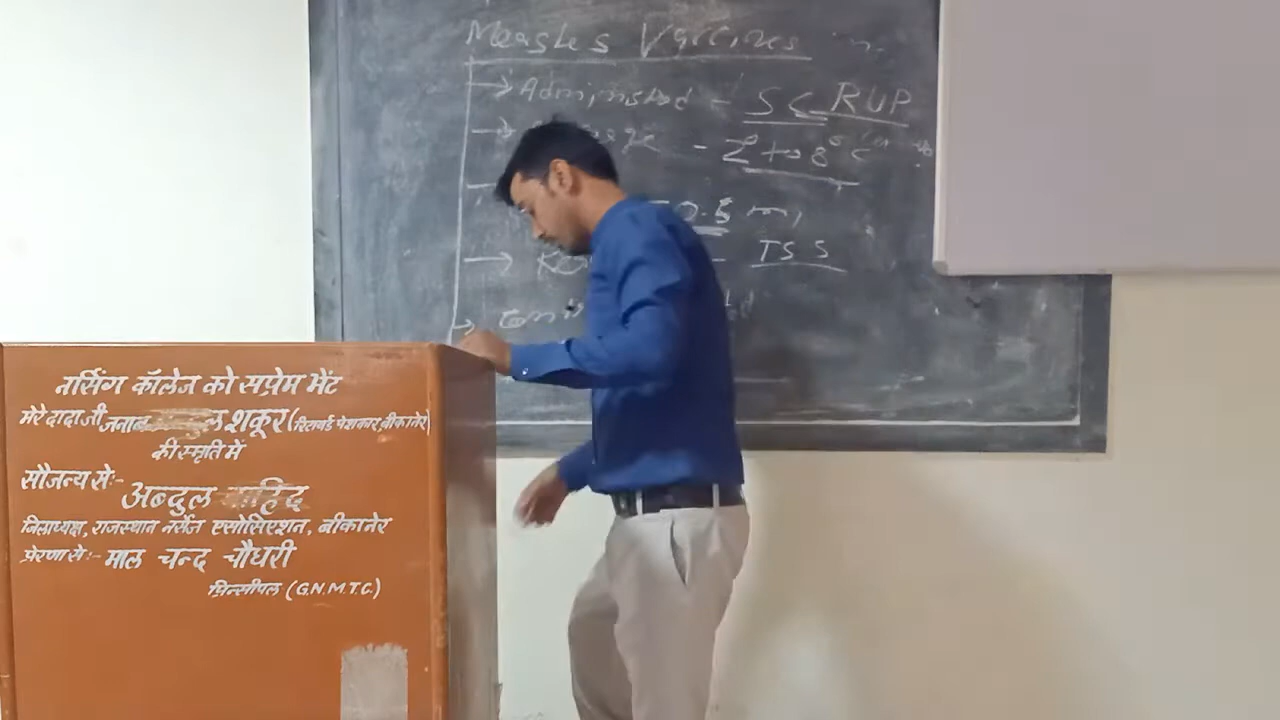 Measles Vaccines
→ Administed - SC RUP
→ - 2° to 8°c
0.5 m,
→ - TSS
→
नर्सिंग कॉलेज को सप्रेम भेंट
मेरे दादाजी जनाब शकूर (रिटायर्ड पेशकार, बीकानेर)
की स्मृति में
सौजन्य से:-
अब्दुल
जिलाध्यक्ष, राजस्थान नर्सेज एसोसिएशन, बीकानेर
प्रेरणा से:- माल चन्द चौधरी
प्रिन्सीपल (G.N.M.T.C.)